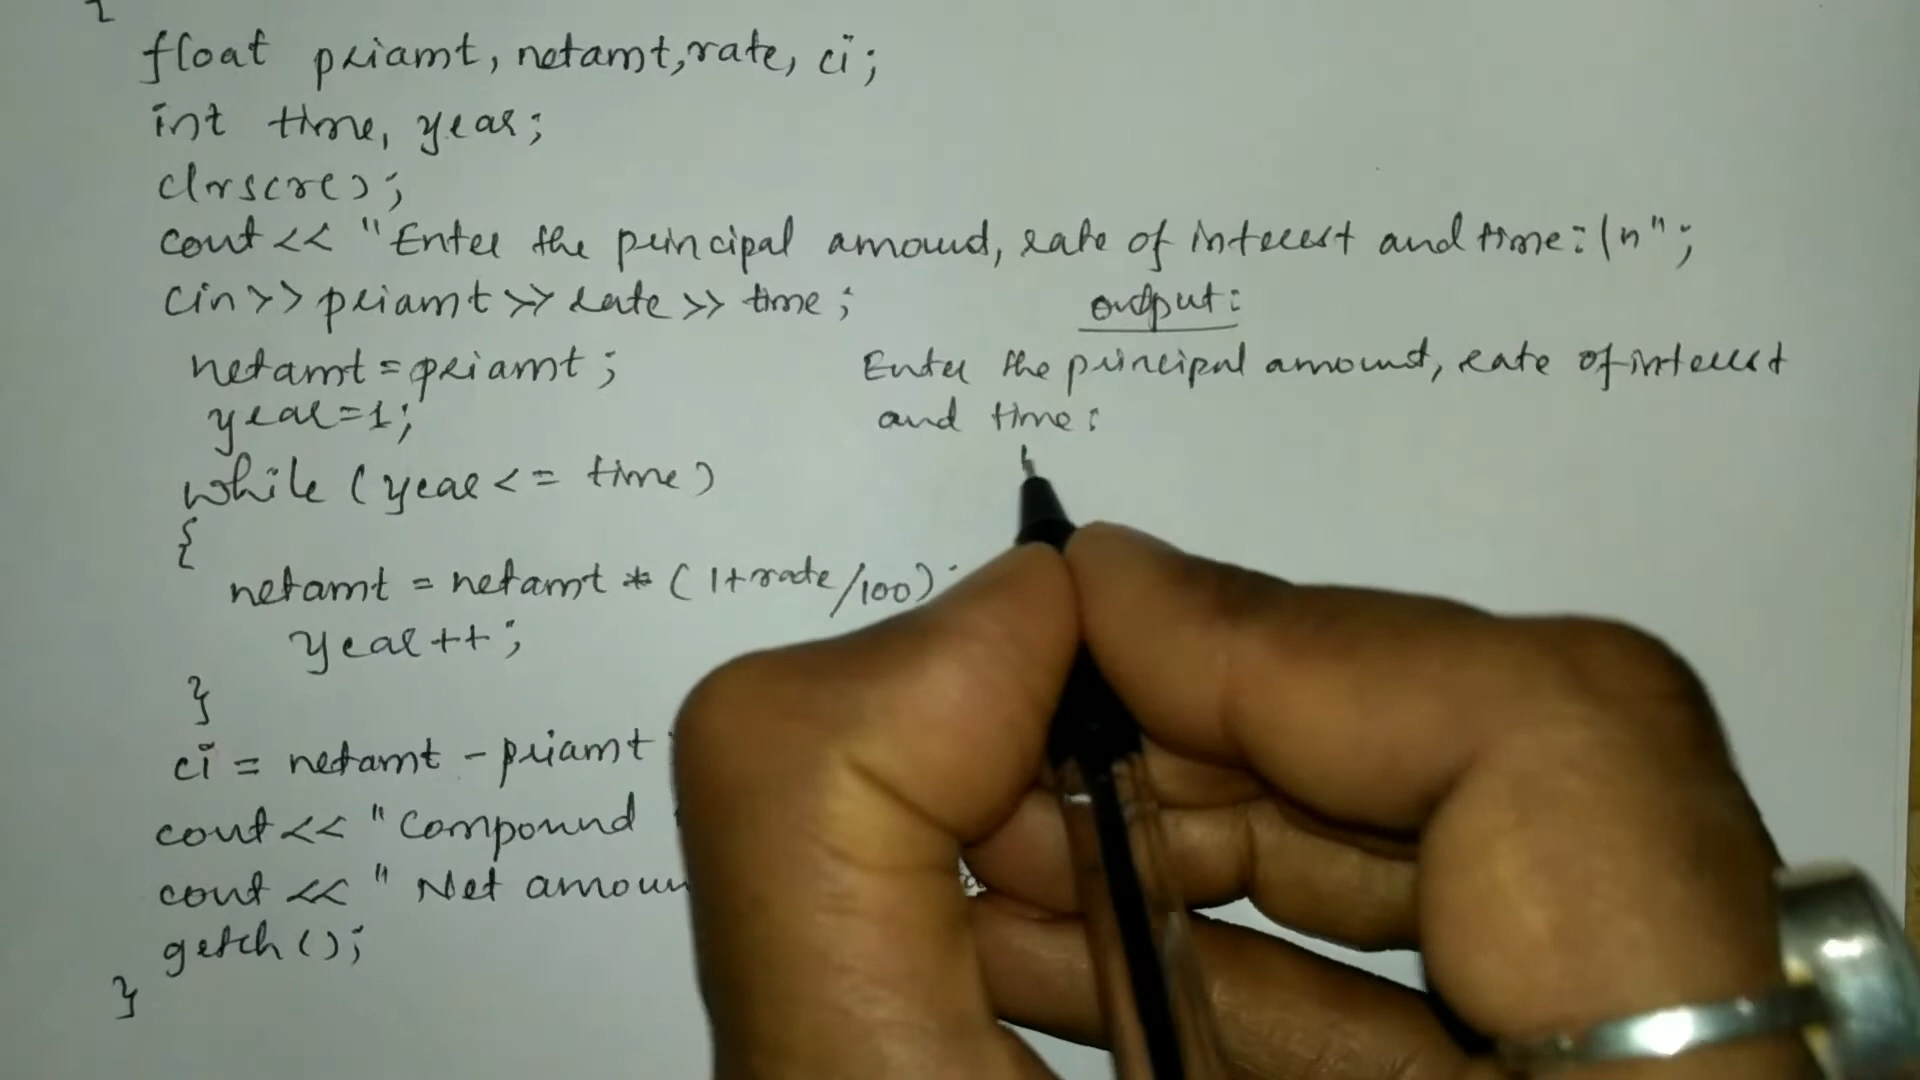 {
float priamt, netamt, rate, ci;
int time, year;
clrscr();
cout<< "Enter the principal amount, rate of interest and time:\n";
cin>>priamt>>rate>>time;
netamt=priamt;
year=1;
while (year<= time)
{
netamt = netamt * (1+rate/100);
year++;
}
ci = netamt - priamt
cout<< "Compound
cout << " Net amoun
getch();
}
output:
Enter the principal amount, rate of interest
and time: